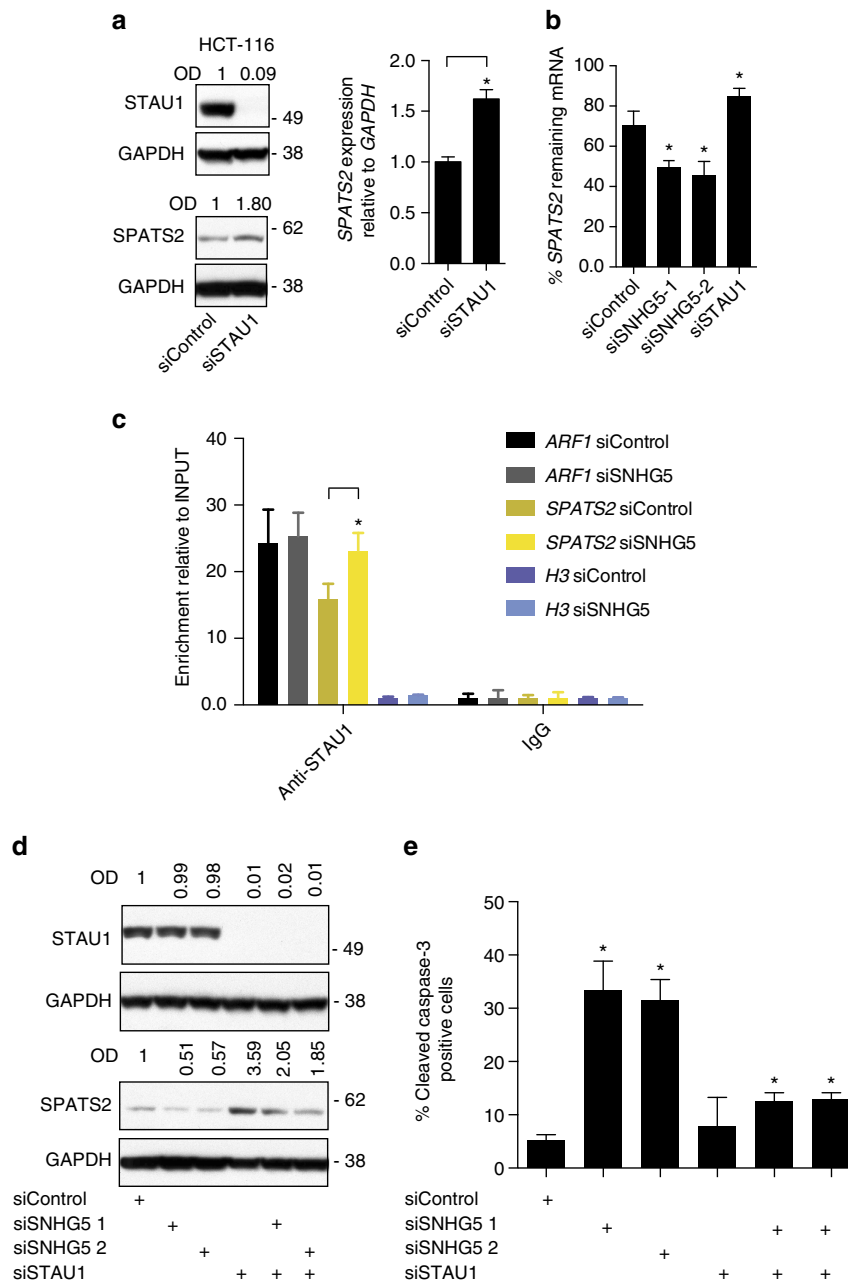 a
HCT-116
OD 1 0.09
STAU1
- 49
GAPDH
- 38
OD 1 1.80
SPATS2
- 62
GAPDH
- 38
siControl
siSTAU1
SPATS2 expression
relative to GAPDH
2.0
1.5
1.0
0.5
0.0
*
siControl
siSTAU1
b
% SPATS2 remaining mRNA
100
80
60
40
20
0.0
* * *
siControl
siSNHG5-1
siSNHG5-2
siSTAU1
c
Enrichment relative to INPUT
40
30
20
10
0.0
*
Anti-STAU1
IgG
ARF1 siControl
ARF1 siSNHG5
SPATS2 siControl
SPATS2 siSNHG5
H3 siControl
H3 siSNHG5
d
OD 1 0.99 0.98 0.01 0.02 0.01
STAU1
- 49
GAPDH
- 38
OD 1 0.51 0.57 3.59 2.05 1.85
SPATS2
- 62
GAPDH
- 38
siControl +
siSNHG5 1 + +
siSNHG5 2 + +
siSTAU1 + + +
e
% Cleaved caspase-3
positive cells
50
40
30
20
10
0
* * * *
siControl +
siSNHG5 1 + + +
siSNHG5 2 +
siSTAU1 + + +